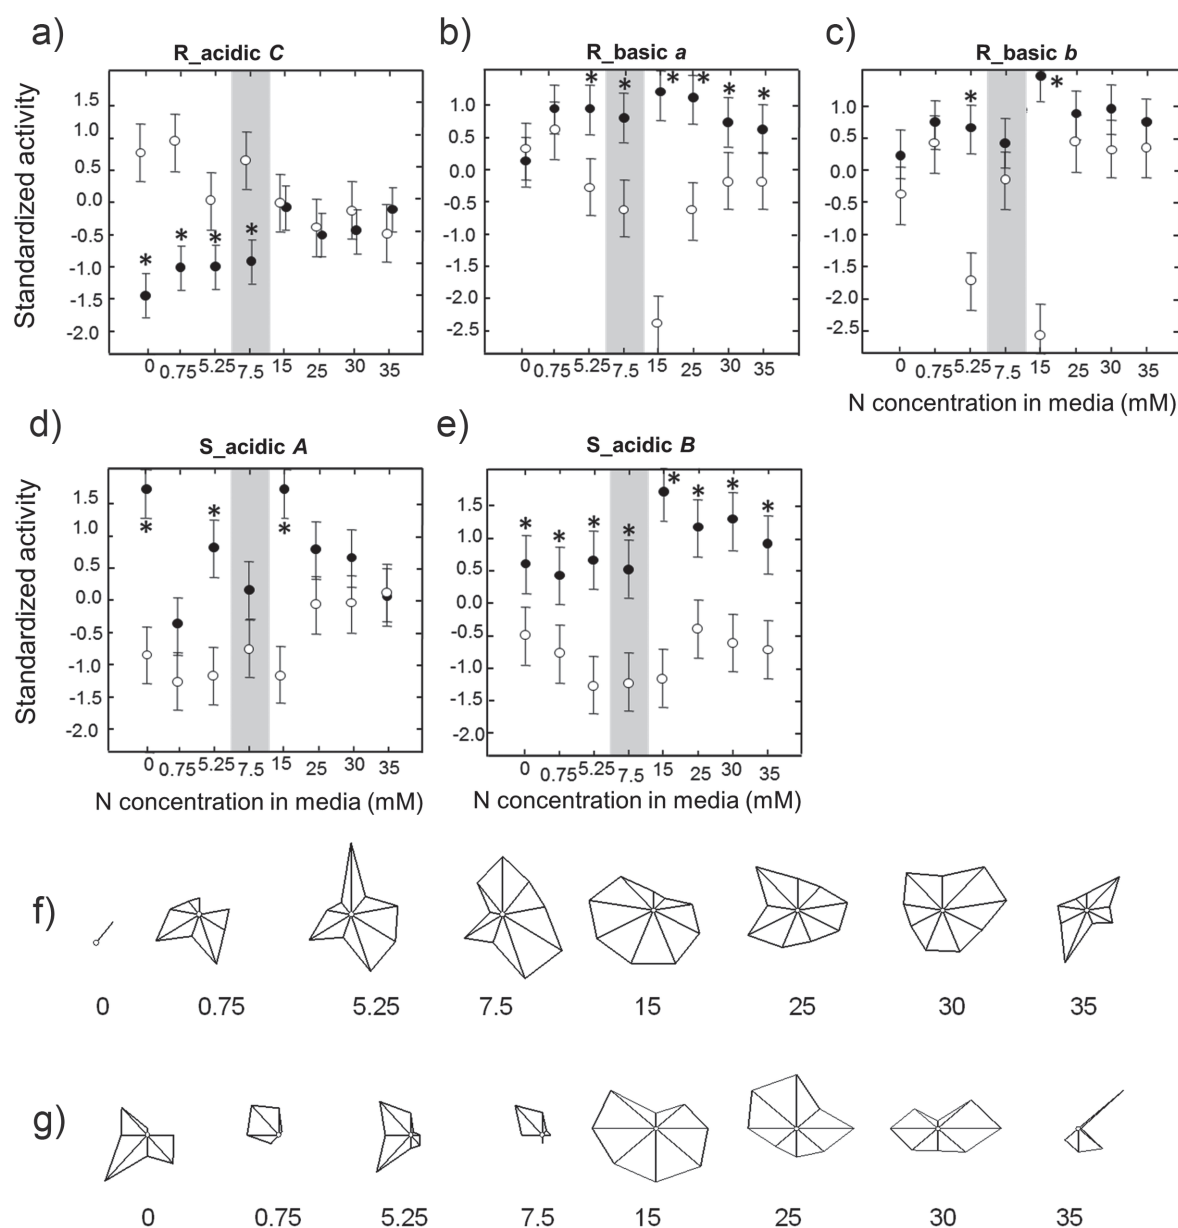 a)
R_acidic C
b)
R_basic a
c)
R_basic b
Standardized activity
1.5
1.0
0.5
0.0
-0.5
-1.0
-1.5
-2.0
* * * *
0 0.75 5.25 7.5 15 25 30 35
1.0
0.5
0.0
-0.5
-1.0
-1.5
-2.0
-2.5
* * * * * *
0 0.75 5.25 7.5 15 25 30 35
1.0
0.5
0.0
-0.5
-1.0
-1.5
-2.0
-2.5
* *
0 0.75 5.25 7.5 15 25 30 35
N concentration in media (mM)
d)
S_acidic A
e)
S_acidic B
Standardized activity
1.5
1.0
0.5
0.0
-0.5
-1.0
-1.5
-2.0
* * *
0 0.75 5.25 7.5 15 25 30 35
N concentration in media (mM)
1.5
1.0
0.5
0.0
-0.5
-1.0
-1.5
-2.0
* * * * * * * *
0 0.75 5.25 7.5 15 25 30 35
N concentration in media (mM)
f)
0 0.75 5.25 7.5 15 25 30 35
g)
0 0.75 5.25 7.5 15 25 30 35